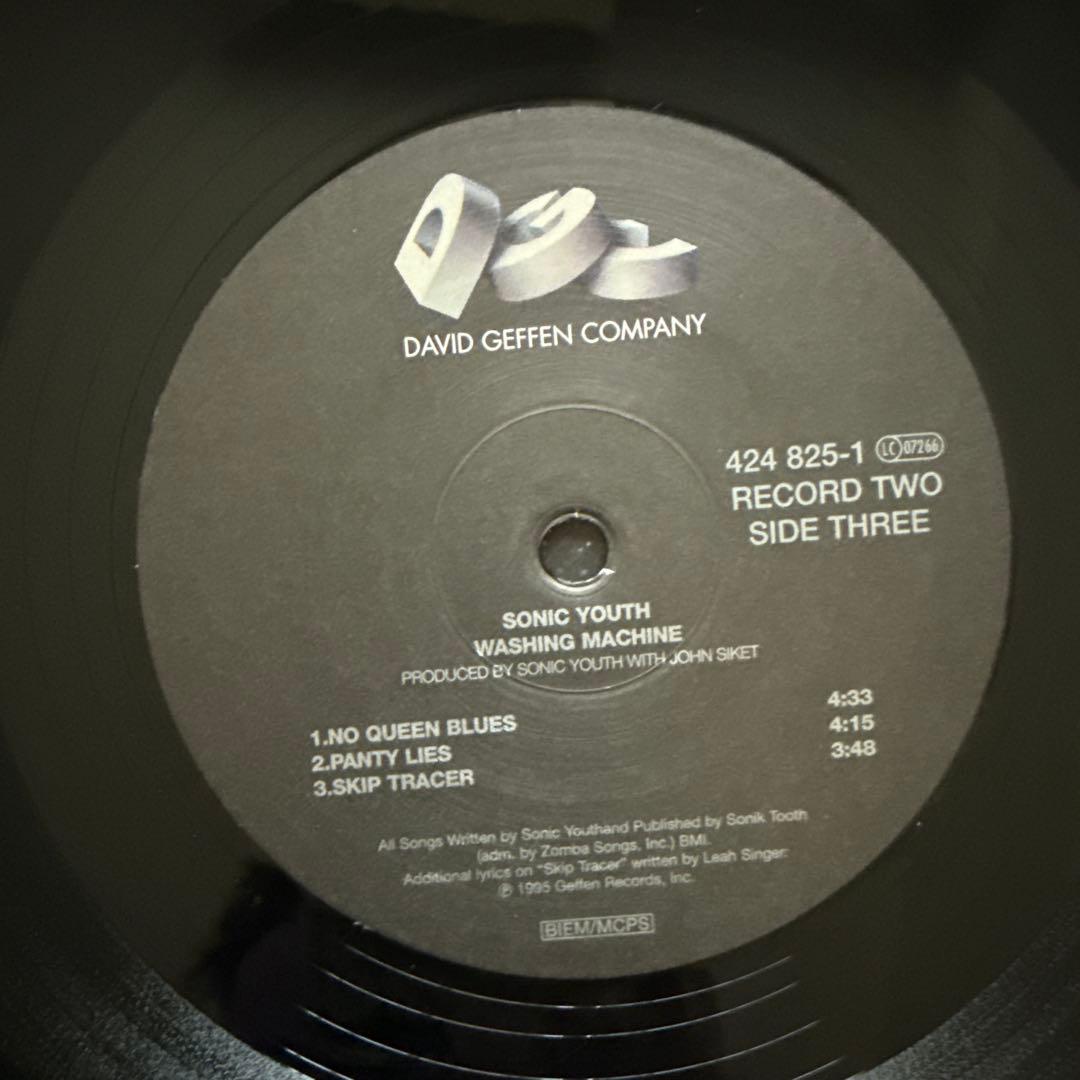 DGC
DAVID GEFFEN COMPANY
424 825-1 LC 07266
RECORD TWO
SIDE THREE
SONIC YOUTH
WASHING MACHINE
PRODUCED BY SONIC YOUTH WITH JOHN SIKET
1.NO QUEEN BLUES 4:33
2.PANTY LIES 4:15
3.SKIP TRACER 3:48
All Songs Written by Sonic Youthand Published by Sonik Tooth
(adm. by Zomba Songs, Inc.) BMI.
Additional lyrics on "Skip Tracer" written by Leah Singer.
℗ 1995 Geffen Records, Inc.
BIEM/MCPS